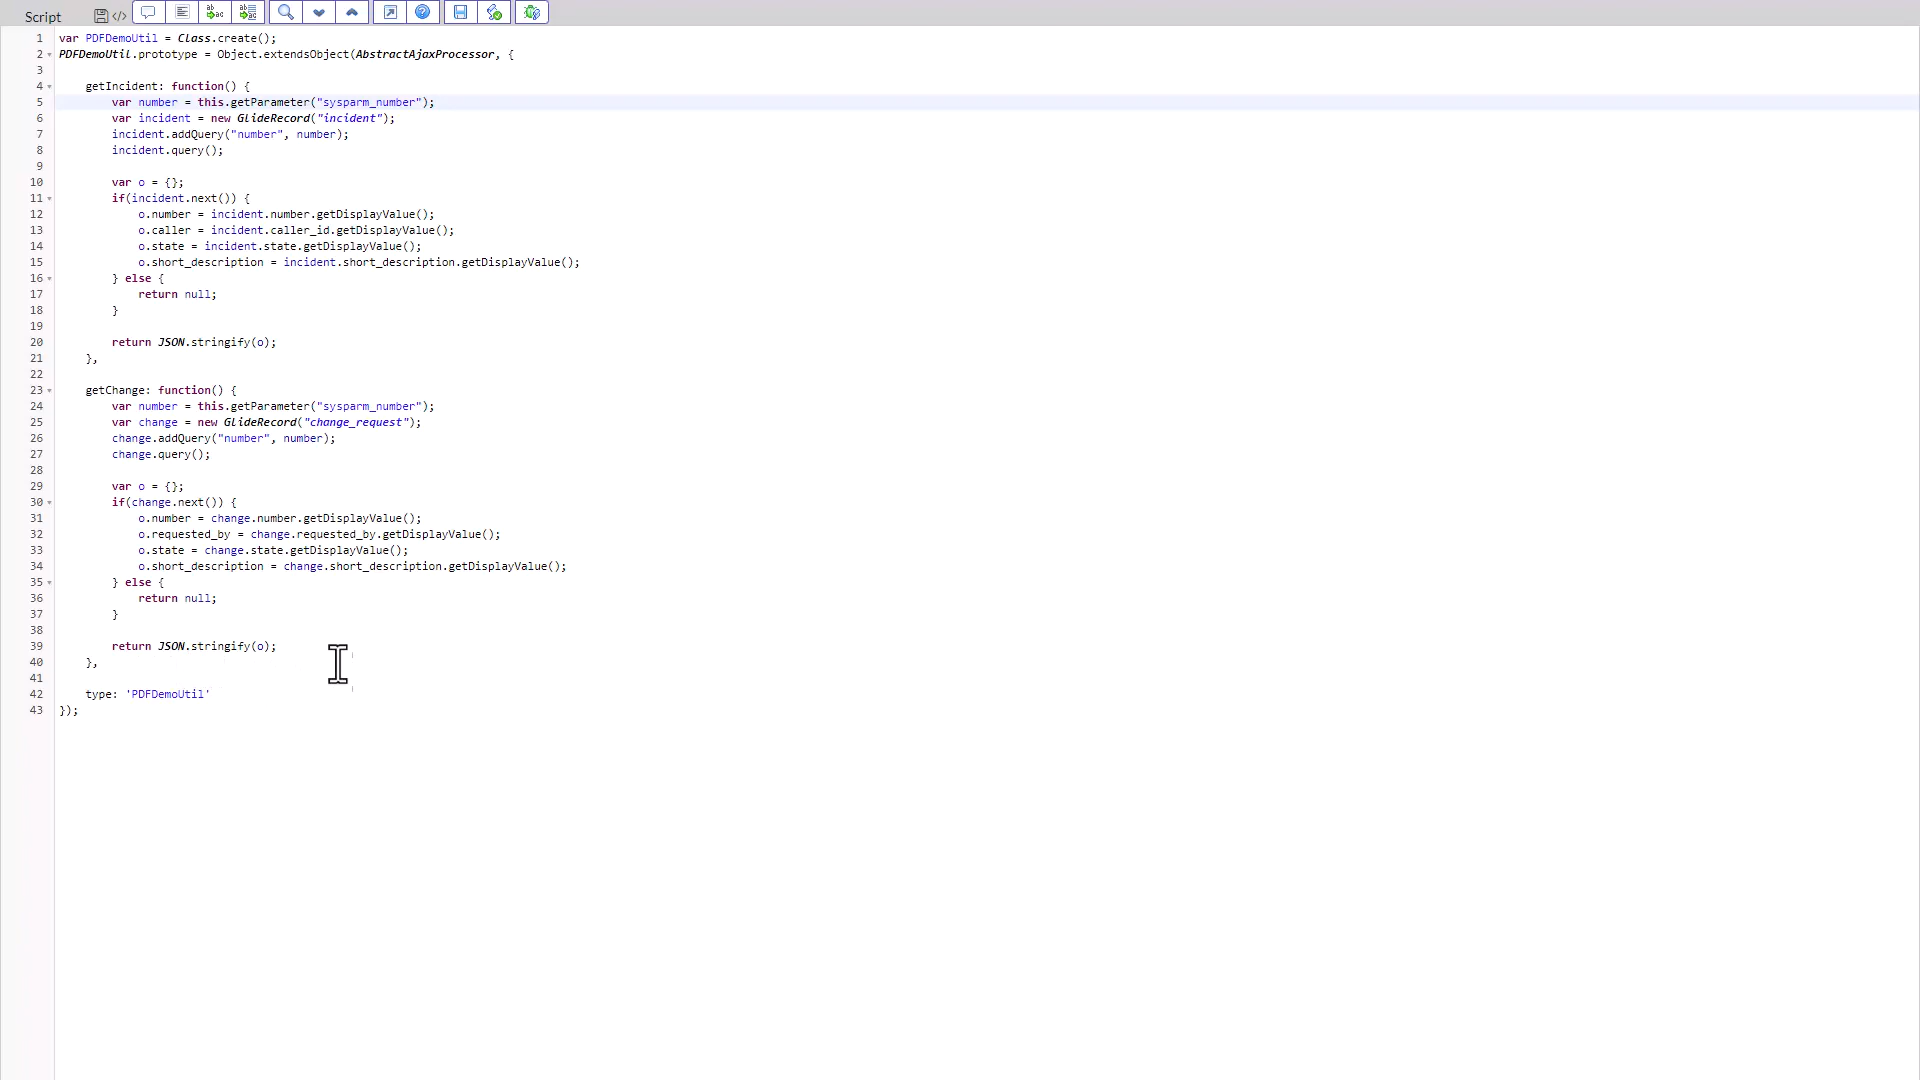 Script
1 var PDFDemoUtil = Class.create();
2 PDFDemoUtil.prototype = Object.extendsObject(AbstractAjaxProcessor, {
3
4     getIncident: function() {
5         var number = this.getParameter("sysparm_number");
6         var incident = new GlideRecord("incident");
7         incident.addQuery("number", number);
8         incident.query();
9
10         var o = {};
11         if(incident.next()) {
12             o.number = incident.number.getDisplayValue();
13             o.caller = incident.caller_id.getDisplayValue();
14             o.state = incident.state.getDisplayValue();
15             o.short_description = incident.short_description.getDisplayValue();
16         } else {
17             return null;
18         }
19
20         return JSON.stringify(o);
21     },
22
23     getChange: function() {
24         var number = this.getParameter("sysparm_number");
25         var change = new GlideRecord("change_request");
26         change.addQuery("number", number);
27         change.query();
28
29         var o = {};
30         if(change.next()) {
31             o.number = change.number.getDisplayValue();
32             o.requested_by = change.requested_by.getDisplayValue();
33             o.state = change.state.getDisplayValue();
34             o.short_description = change.short_description.getDisplayValue();
35         } else {
36             return null;
37         }
38
39         return JSON.stringify(o);
40     },
41
42     type: 'PDFDemoUtil'
43 });